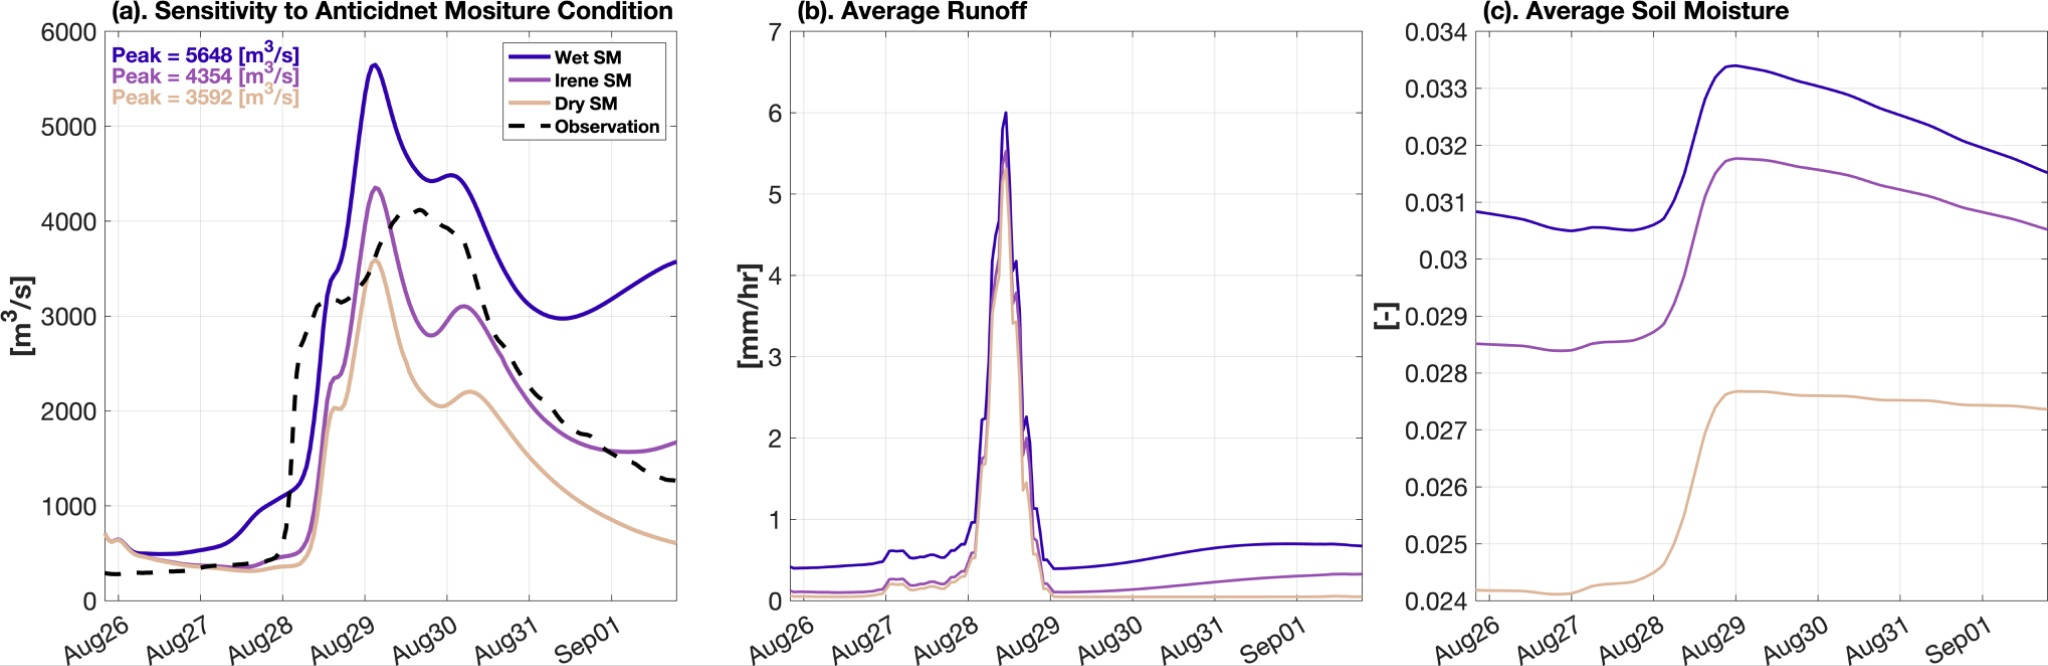 (a). Sensitivity to Anticidnet Mositure Condition
6000
5000
4000
3000
2000
1000
0
[m³/s]
Peak = 5648 [m³/s]
Peak = 4354 [m³/s]
Peak = 3592 [m³/s]
Wet SM
Irene SM
Dry SM
Observation
Aug26 Aug27 Aug28 Aug29 Aug30 Aug31 Sep01
(b). Average Runoff
7
6
5
4
3
2
1
0
[mm/hr]
Aug26 Aug27 Aug28 Aug29 Aug30 Aug31 Sep01
(c). Average Soil Moisture
0.034
0.033
0.032
0.031
0.03
0.029
0.028
0.027
0.026
0.025
0.024
[-]
Aug26 Aug27 Aug28 Aug29 Aug30 Aug31 Sep01